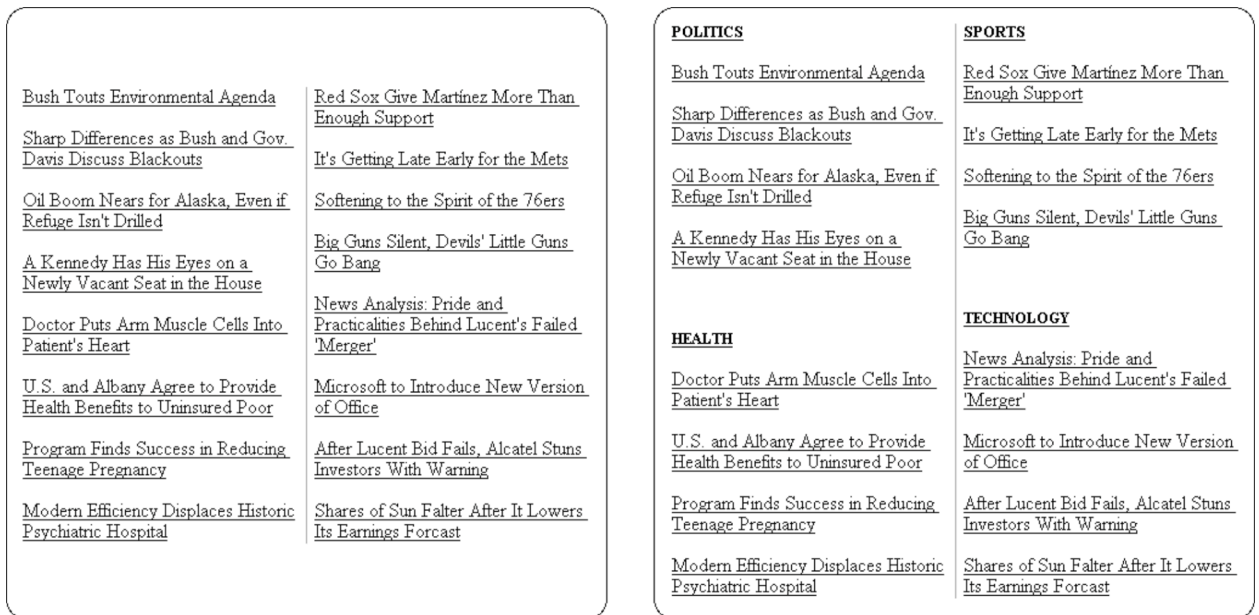 Bush Touts Environmental Agenda
Sharp Differences as Bush and Gov.
Davis Discuss Blackouts
Oil Boom Nears for Alaska, Even if
Refuge Isn't Drilled
A Kennedy Has His Eyes on a
Newly Vacant Seat in the House
Doctor Puts Arm Muscle Cells Into
Patient's Heart
U.S. and Albany Agree to Provide
Health Benefits to Uninsured Poor
Program Finds Success in Reducing
Teenage Pregnancy
Modern Efficiency Displaces Historic
Psychiatric Hospital
Red Sox Give Martínez More Than
Enough Support
It's Getting Late Early for the Mets
Softening to the Spirit of the 76ers
Big Guns Silent, Devils' Little Guns
Go Bang
News Analysis: Pride and
Practicalities Behind Lucent's Failed
'Merger'
Microsoft to Introduce New Version
of Office
After Lucent Bid Fails, Alcatel Stuns
Investors With Warning
Shares of Sun Falter After It Lowers
Its Earnings Forcast
POLITICS
Bush Touts Environmental Agenda
Sharp Differences as Bush and Gov.
Davis Discuss Blackouts
Oil Boom Nears for Alaska, Even if
Refuge Isn't Drilled
A Kennedy Has His Eyes on a
Newly Vacant Seat in the House
HEALTH
Doctor Puts Arm Muscle Cells Into
Patient's Heart
U.S. and Albany Agree to Provide
Health Benefits to Uninsured Poor
Program Finds Success in Reducing
Teenage Pregnancy
Modern Efficiency Displaces Historic
Psychiatric Hospital
SPORTS
Red Sox Give Martínez More Than
Enough Support
It's Getting Late Early for the Mets
Softening to the Spirit of the 76ers
Big Guns Silent, Devils' Little Guns
Go Bang
TECHNOLOGY
News Analysis: Pride and
Practicalities Behind Lucent's Failed
'Merger'
Microsoft to Introduce New Version
of Office
After Lucent Bid Fails, Alcatel Stuns
Investors With Warning
Shares of Sun Falter After It Lowers
Its Earnings Forcast